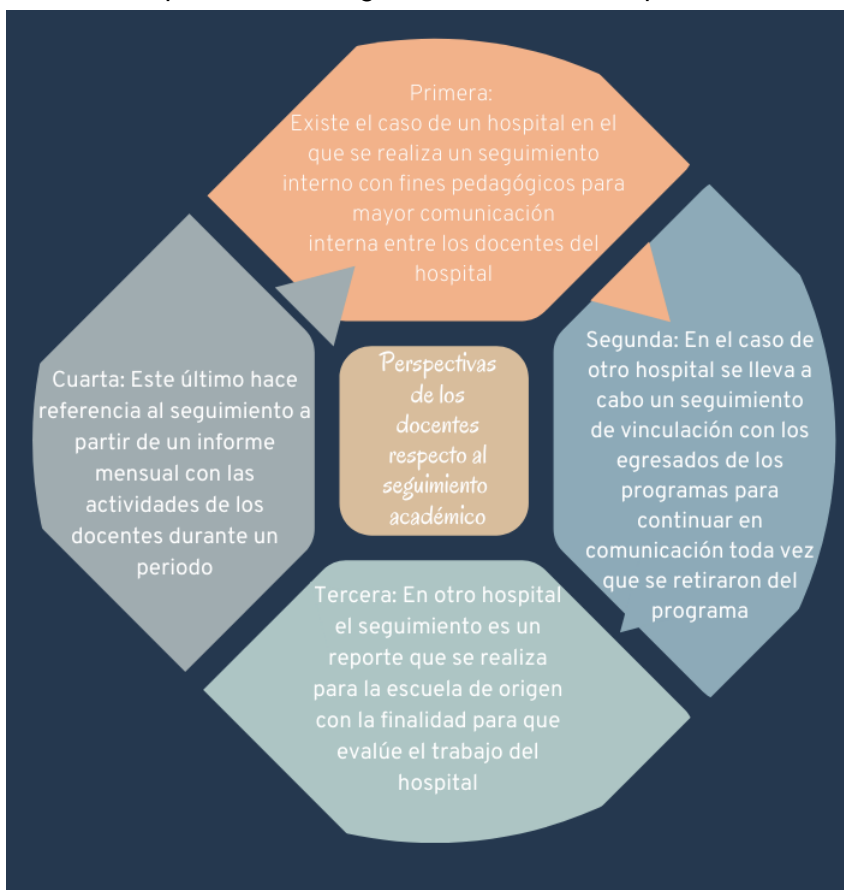 Primera:
Existe el caso de un hospital en el
que se realiza un seguimiento
interno con fines pedagógicos para
mayor comunicación
interna entre los docentes del
hospital
Segunda: En el caso de
otro hospital se lleva a
cabo un seguimiento
de vinculación con los
egresados de los
programas para
continuar en
comunicación toda vez
que se retiraron del
programa
Tercera: En otro hospital
el seguimiento es un
reporte que se realiza
para la escuela de origen
con la finalidad para que
evalúe el trabajo del
hospital
Cuarta: Este último hace
referencia al seguimiento a
partir de un informe
mensual con las
actividades de los
docentes durante un
periodo
Perspectivas
de los
docentes
respecto al
seguimiento
académico